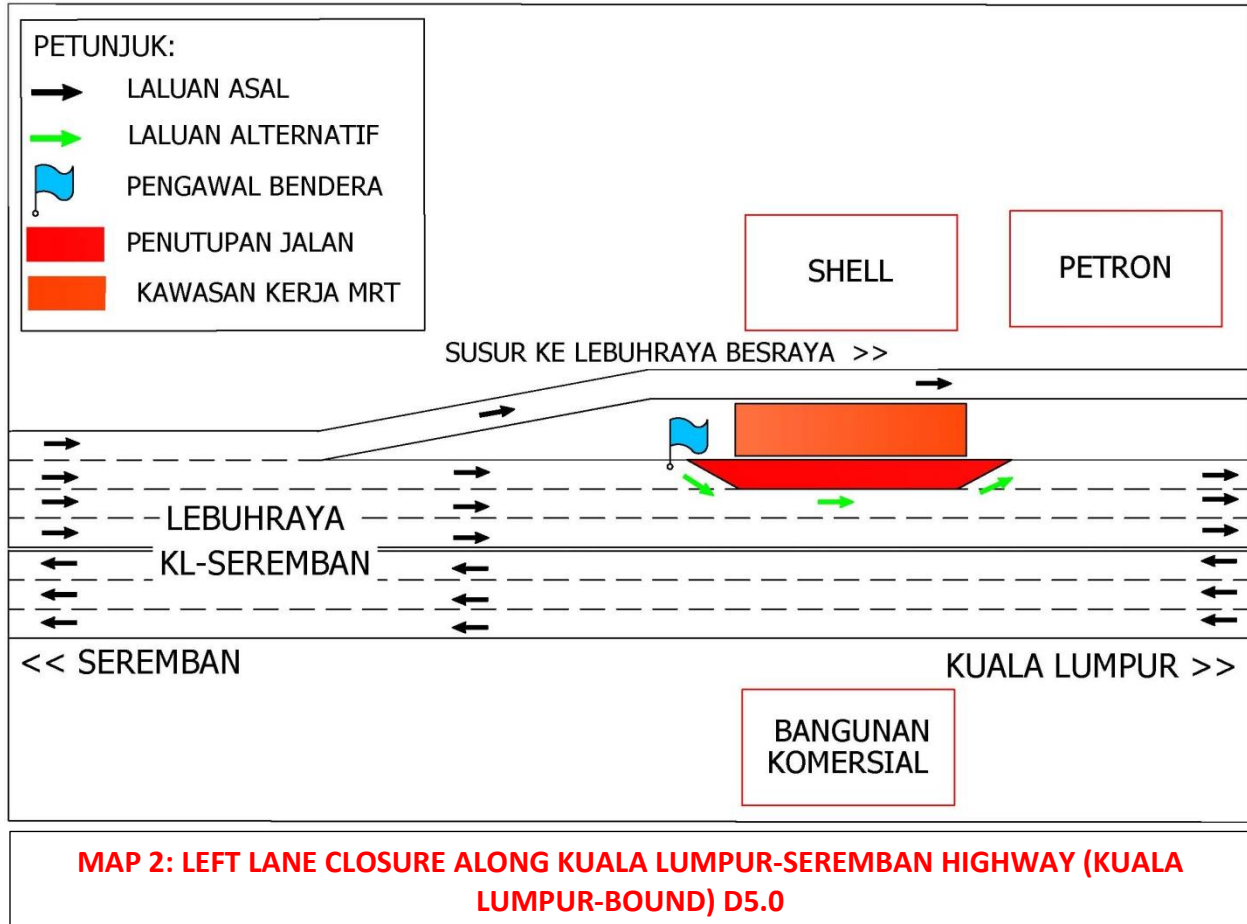 PETUNJUK:
LALUAN ASAL
LALUAN ALTERNATIF
PENGAWAL BENDERA
PENUTUPAN JALAN
KAWASAN KERJA MRT
SHELL
PETRON
SUSUR KE LEBUHRAYA BESRAYA >>
LEBUHRAYA
KL-SEREMBAN
<< SEREMBAN
KUALA LUMPUR >>
BANGUNAN
KOMERSIAL
MAP 2: LEFT LANE CLOSURE ALONG KUALA LUMPUR-SEREMBAN HIGHWAY (KUALA
LUMPUR-BOUND) D5.0